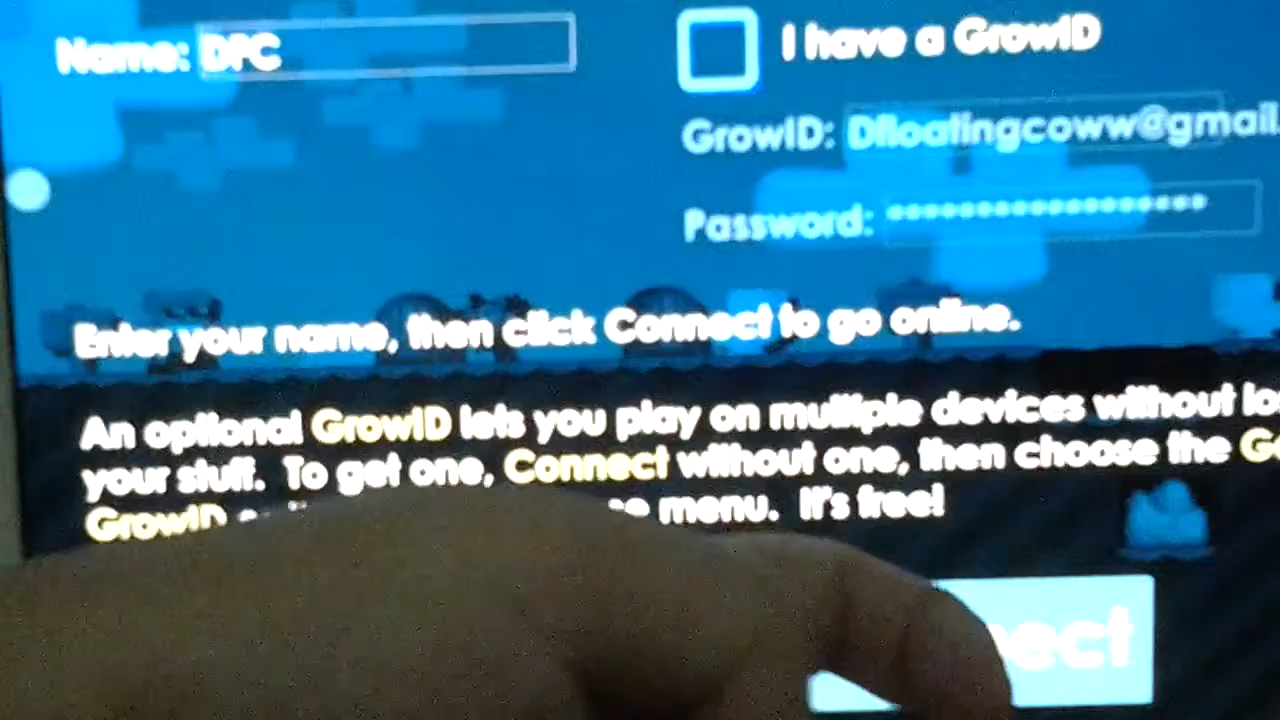 Name: DPC
I have a GrowID
GrowID: Dfloatingcoww@gmail.
Password: 
Enter your name, then click Connect to go online.
An optional GrowID lets you play on multiple devices without
your stuff. To get one, Connect without one, then choose the
GrowID menu. It's free!